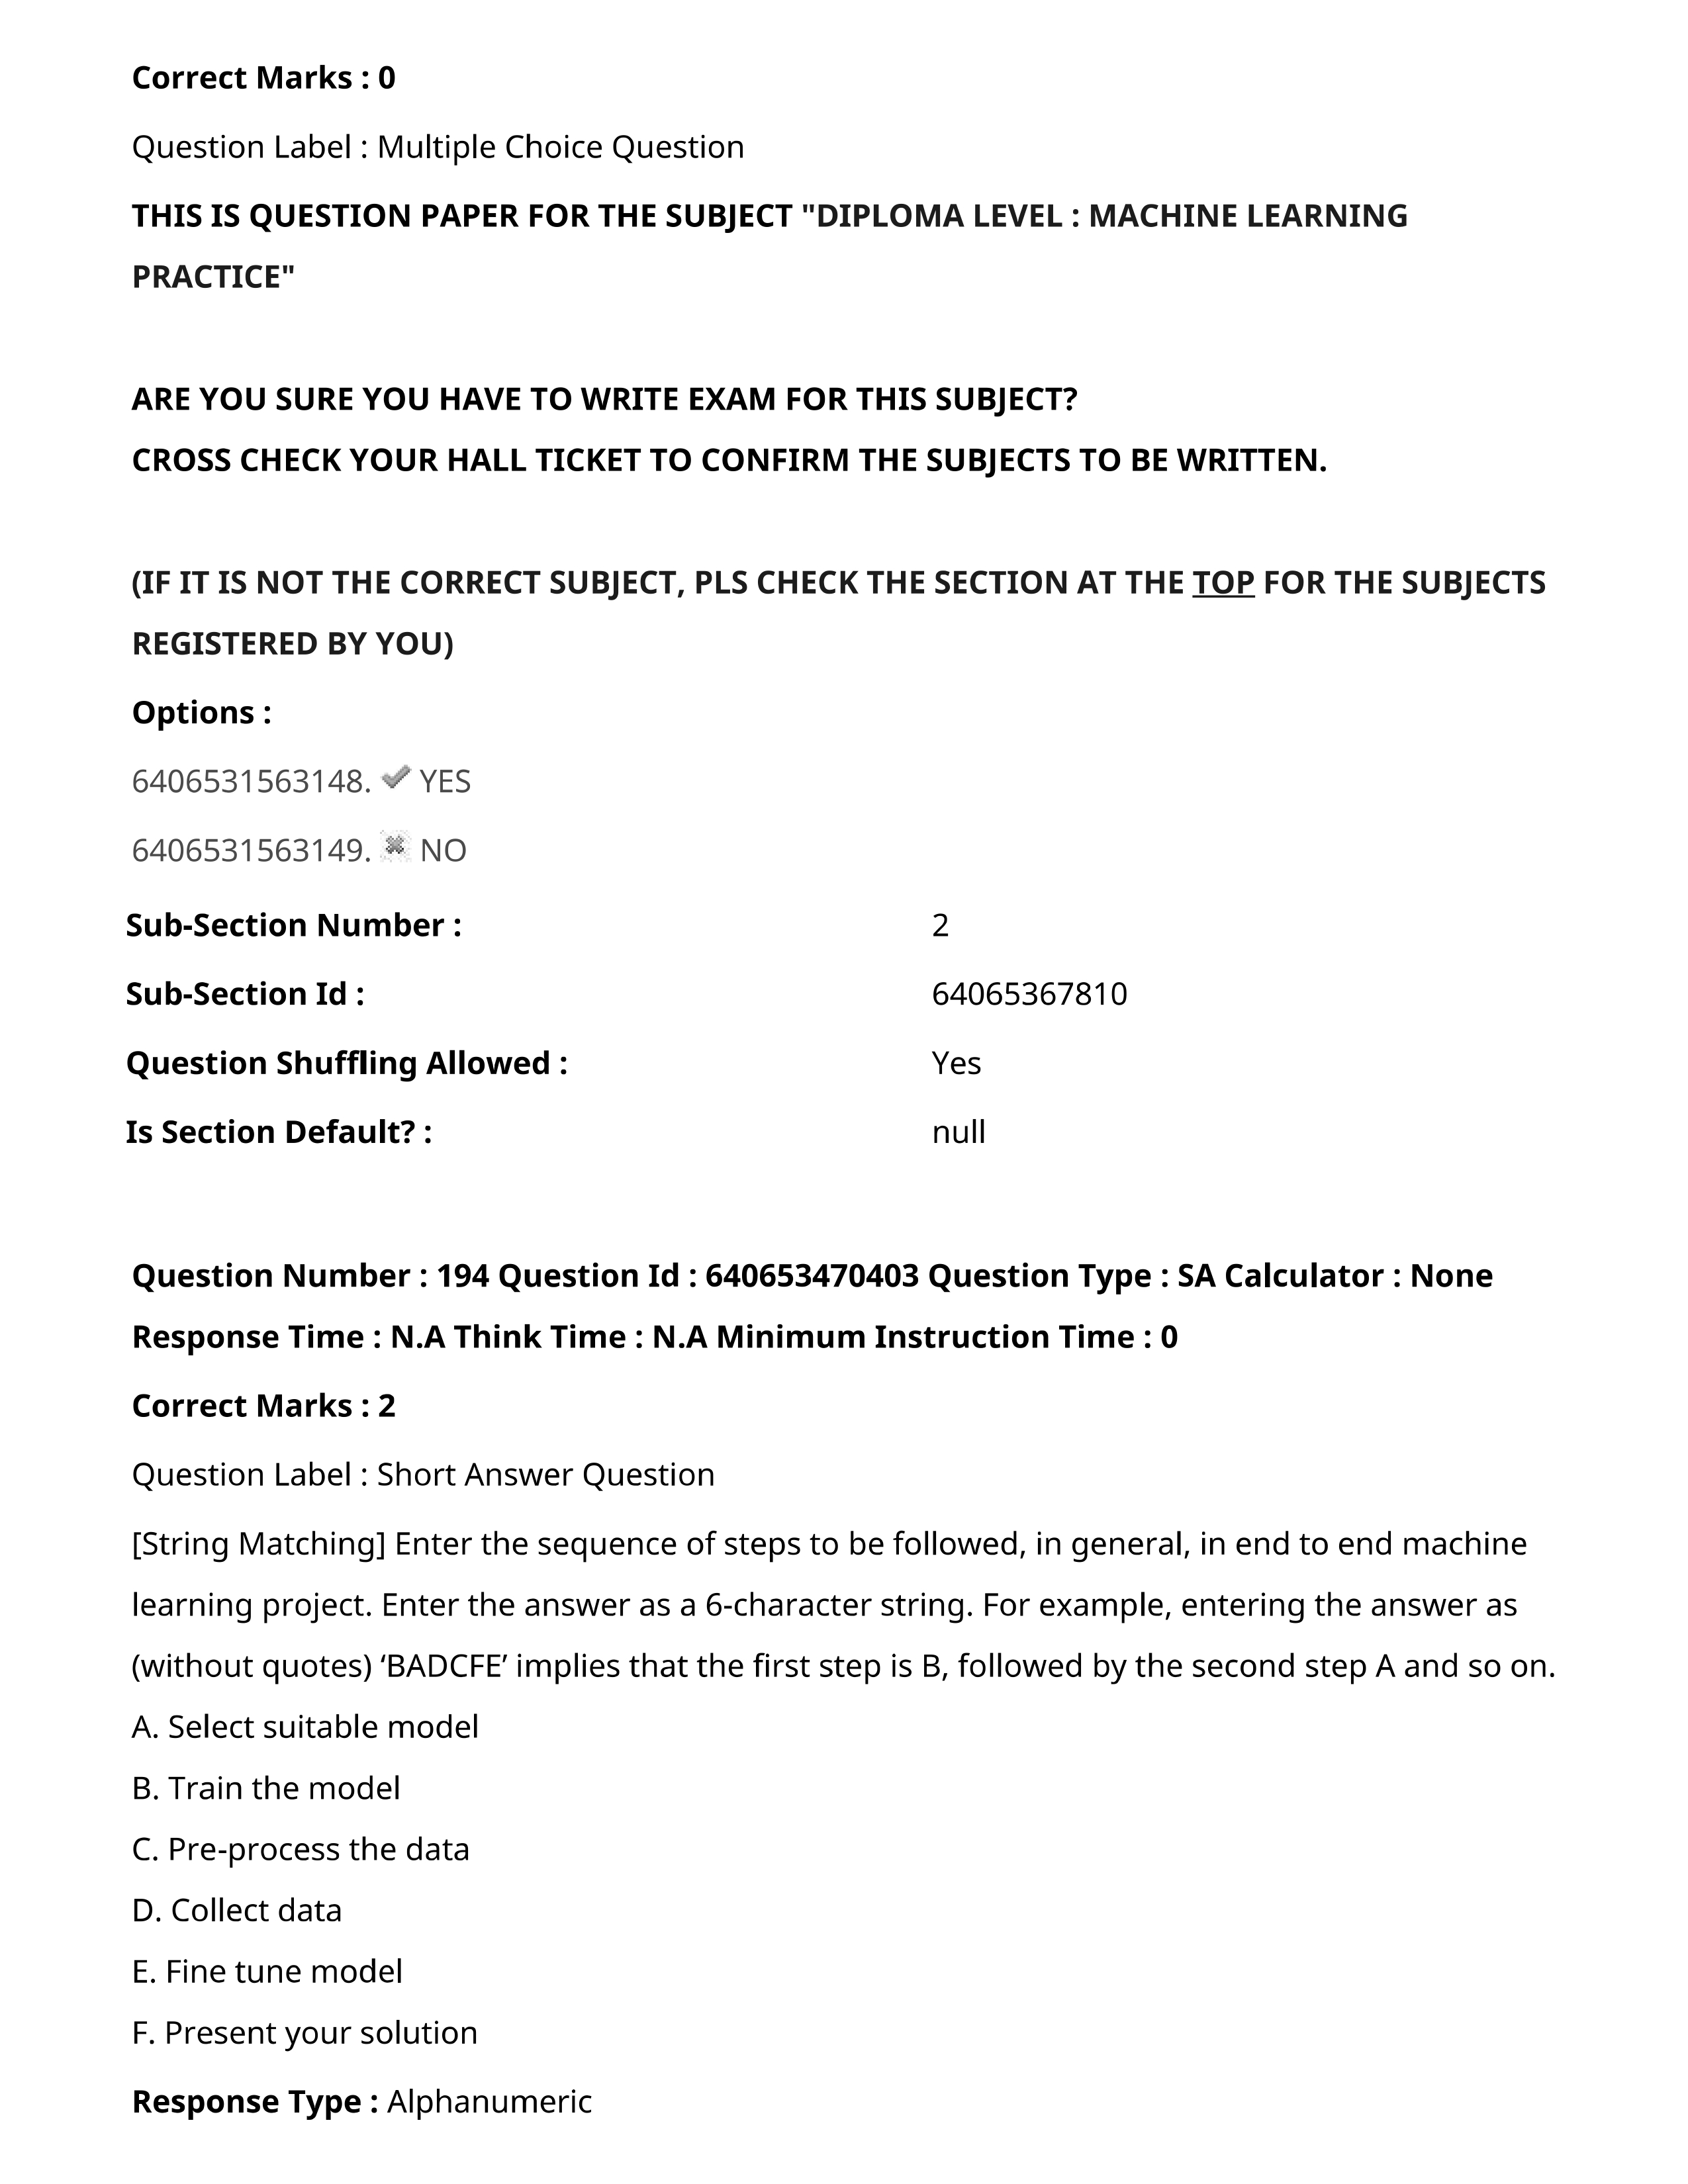 Correct Marks : 0
Question Label : Multiple Choice Question
THIS IS QUESTION PAPER FOR THE SUBJECT "DIPLOMA LEVEL : MACHINE LEARNING
PRACTICE"
ARE YOU SURE YOU HAVE TO WRITE EXAM FOR THIS SUBJECT?
CROSS CHECK YOUR HALL TICKET TO CONFIRM THE SUBJECTS TO BE WRITTEN.
(IF IT IS NOT THE CORRECT SUBJECT, PLS CHECK THE SECTION AT THE TOP FOR THE SUBJECTS
REGISTERED BY YOU)
Options :
6406531563148. ✔ YES
6406531563149. ✖ NO
Sub-Section Number : 2
Sub-Section Id : 64065367810
Question Shuffling Allowed : Yes
Is Section Default? : null
Question Number : 194 Question Id : 640653470403 Question Type : SA Calculator : None
Response Time : N.A Think Time : N.A Minimum Instruction Time : 0
Correct Marks : 2
Question Label : Short Answer Question
[String Matching] Enter the sequence of steps to be followed, in general, in end to end machine
learning project. Enter the answer as a 6-character string. For example, entering the answer as
(without quotes) ‘BADCFE’ implies that the first step is B, followed by the second step A and so on.
A. Select suitable model
B. Train the model
C. Pre-process the data
D. Collect data
E. Fine tune model
F. Present your solution
Response Type : Alphanumeric